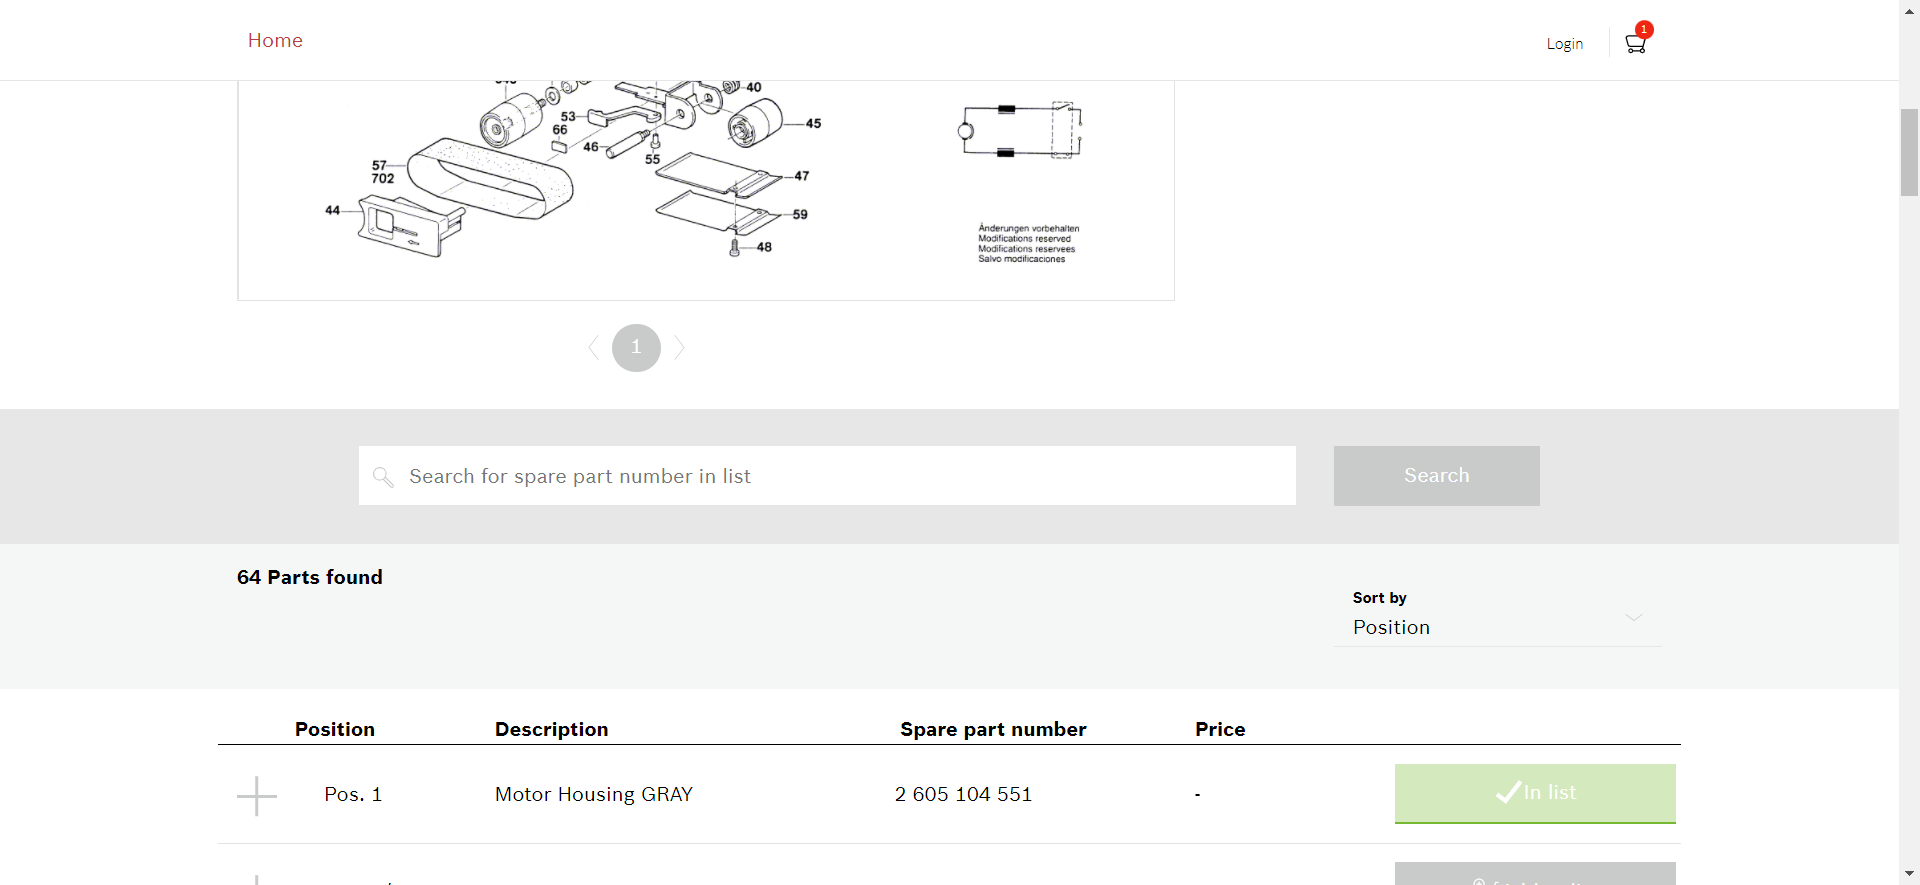 Home
Login
1
40
53
45
66
46
55
57
702
47
44
59
48
Änderungen vorbehalten
Modifications reserved
Modifications reservees
Salvo modificaciones
1
Search for spare part number in list
Search
64 Parts found
Sort by
Position
Position Description Spare part number Price
Pos. 1 Motor Housing GRAY 2 605 104 551 - In list